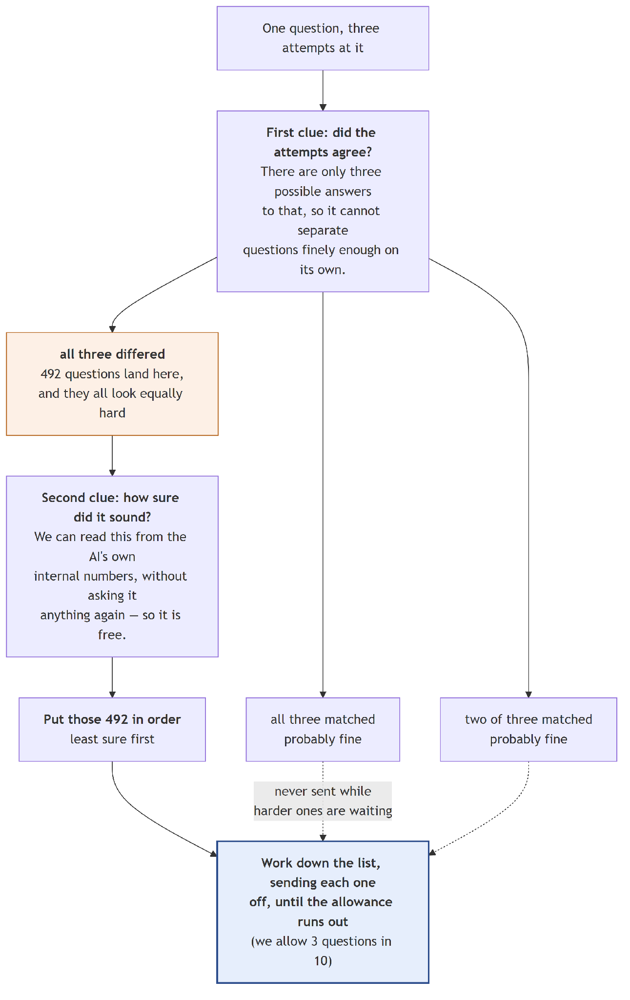 One question, three
attempts at it
First clue: did the
attempts agree?
There are only three
possible answers
to that, so it cannot
separate
questions finely enough on
its own.
all three differed
492 questions land here,
and they all look equally
hard
Second clue: how sure
did it sound?
We can read this from the
AI's own
internal numbers, without
asking it
anything again — so it is
free.
Put those 492 in order
least sure first
all three matched
probably fine
two of three matched
probably fine
never sent while
harder ones are waiting
Work down the list,
sending each one
off, until the allowance
runs out
(we allow 3 questions in
10)